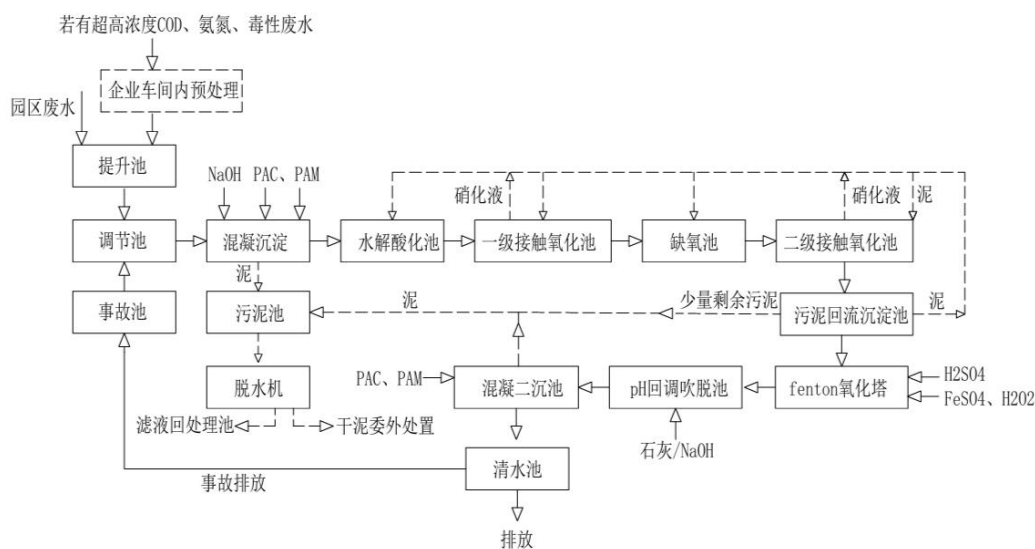 若有超高浓度COD、氨氮、毒性废水
企业车间内预处理
园区废水
提升池
NaOH PAC、PAM
硝化液
硝化液
泥
调节池
混凝沉淀
水解酸化池
一级接触氧化池
缺氧池
二级接触氧化池
泥
事故池
污泥池
泥
少量剩余污泥
污泥回流沉淀池
泥
脱水机
PAC、PAM
混凝二沉池
pH回调吹脱池
fenton氧化塔
H2SO4
FeSO4、H2O2
滤液回处理池
干泥委外处置
石灰/NaOH
清水池
事故排放
排放